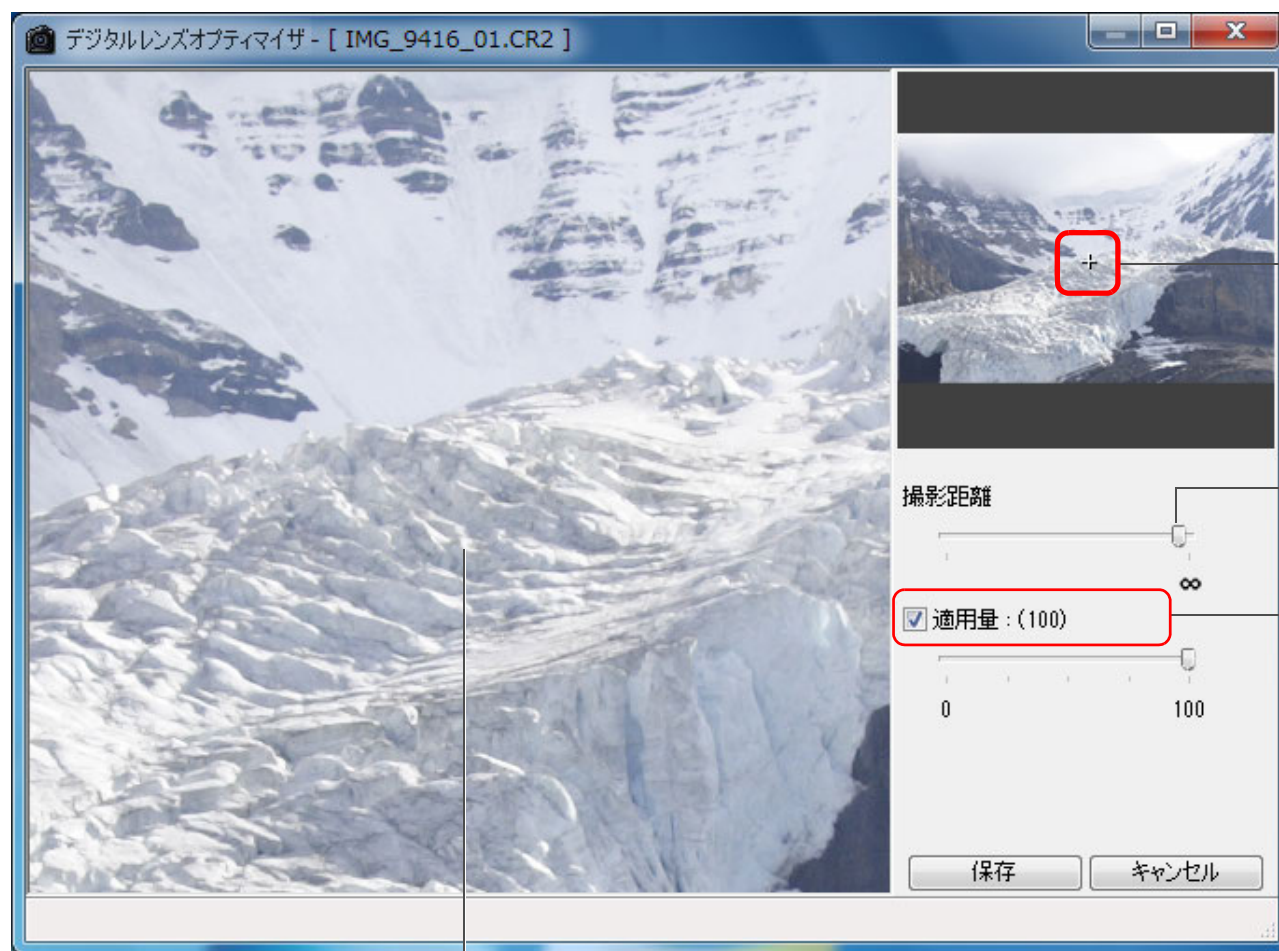 デジタルレンズオプティマイザ - [ IMG_9416_01.CR2 ]
撮影距離
∞
適用量 : (100)
0 100
保存 キャンセル